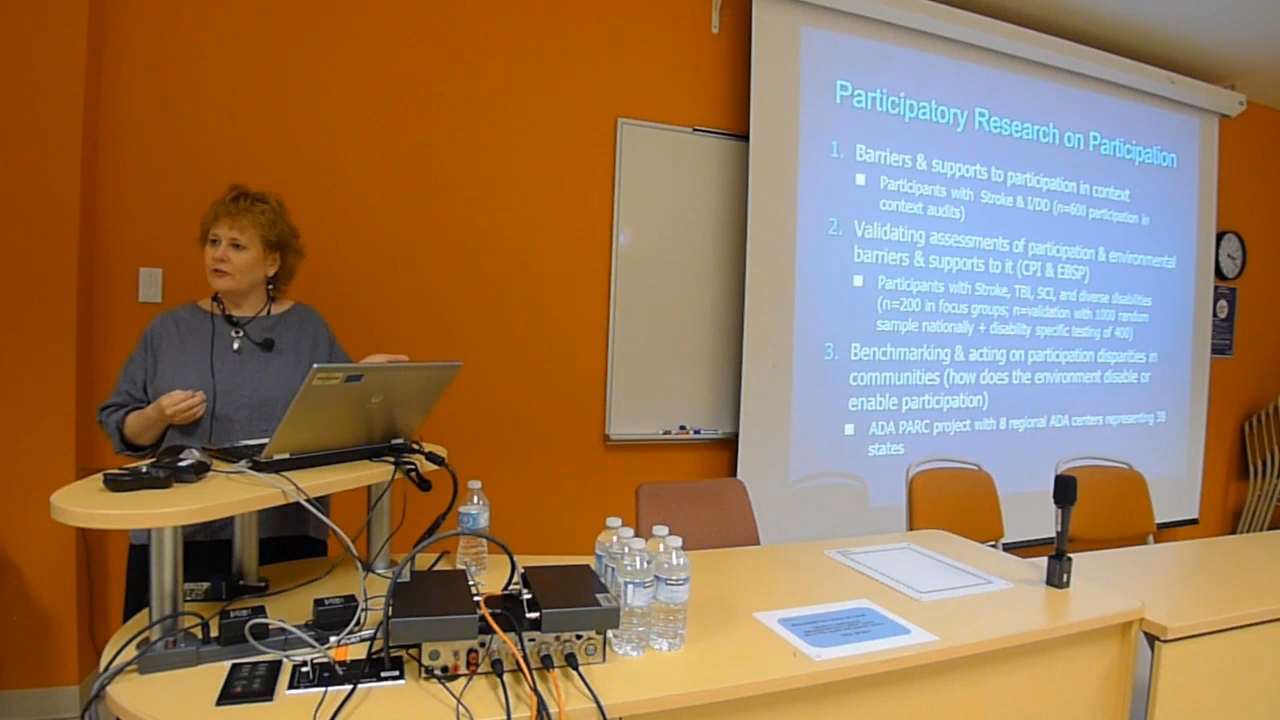 Participatory Research on Participation
1. Barriers & supports to participation in context
Participants with Stroke & I/DD (n=600 participation in
context audits)
2. Validating assessments of participation & environmental
barriers & supports to it (CPI & EBSP)
Participants with Stroke, TBI, SCI, and diverse disabilities
(n=200 in focus groups; n=validation with 1000 random
sample nationally + disability specific testing of 400)
3. Benchmarking & acting on participation disparities in
communities (how does the environment disable or
enable participation)
ADA PARC project with 8 regional ADA centers representing 38
states